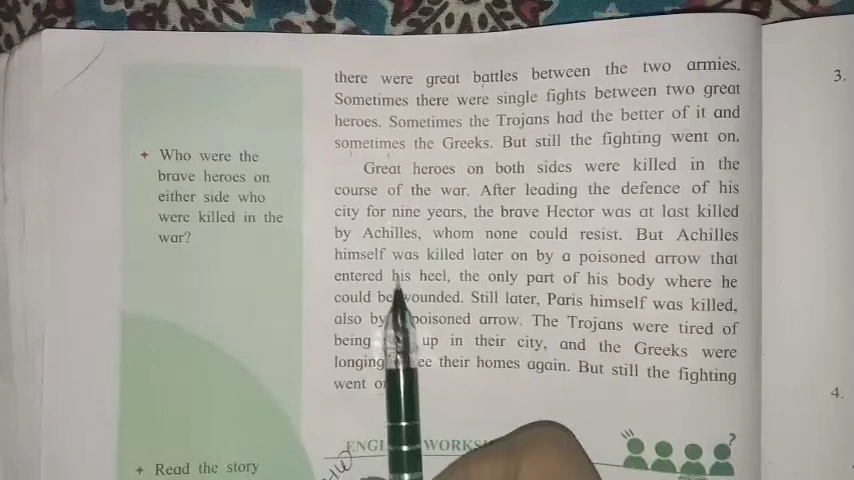 there were great battles between the two armies.
Sometimes there were single fights between two great
heroes. Sometimes the Trojans had the better of it and
sometimes the Greeks. But still the fighting went on.
Great heroes on both sides were killed in the
course of the war. After leading the defence of his
city for nine years, the brave Hector was at last killed
by Achilles, whom none could resist. But Achilles
himself was killed later on by a poisoned arrow that
entered his heel, the only part of his body where he
could be wounded. Still later, Paris himself was killed,
also by poisoned arrow. The Trojans were tired of
being up in their city, and the Greeks were
longing their homes again. But still the fighting
went
✦ Who were the
brave heroes on
either side who
were killed in the
war?
✦ Read the story
HW
?
3.
4.